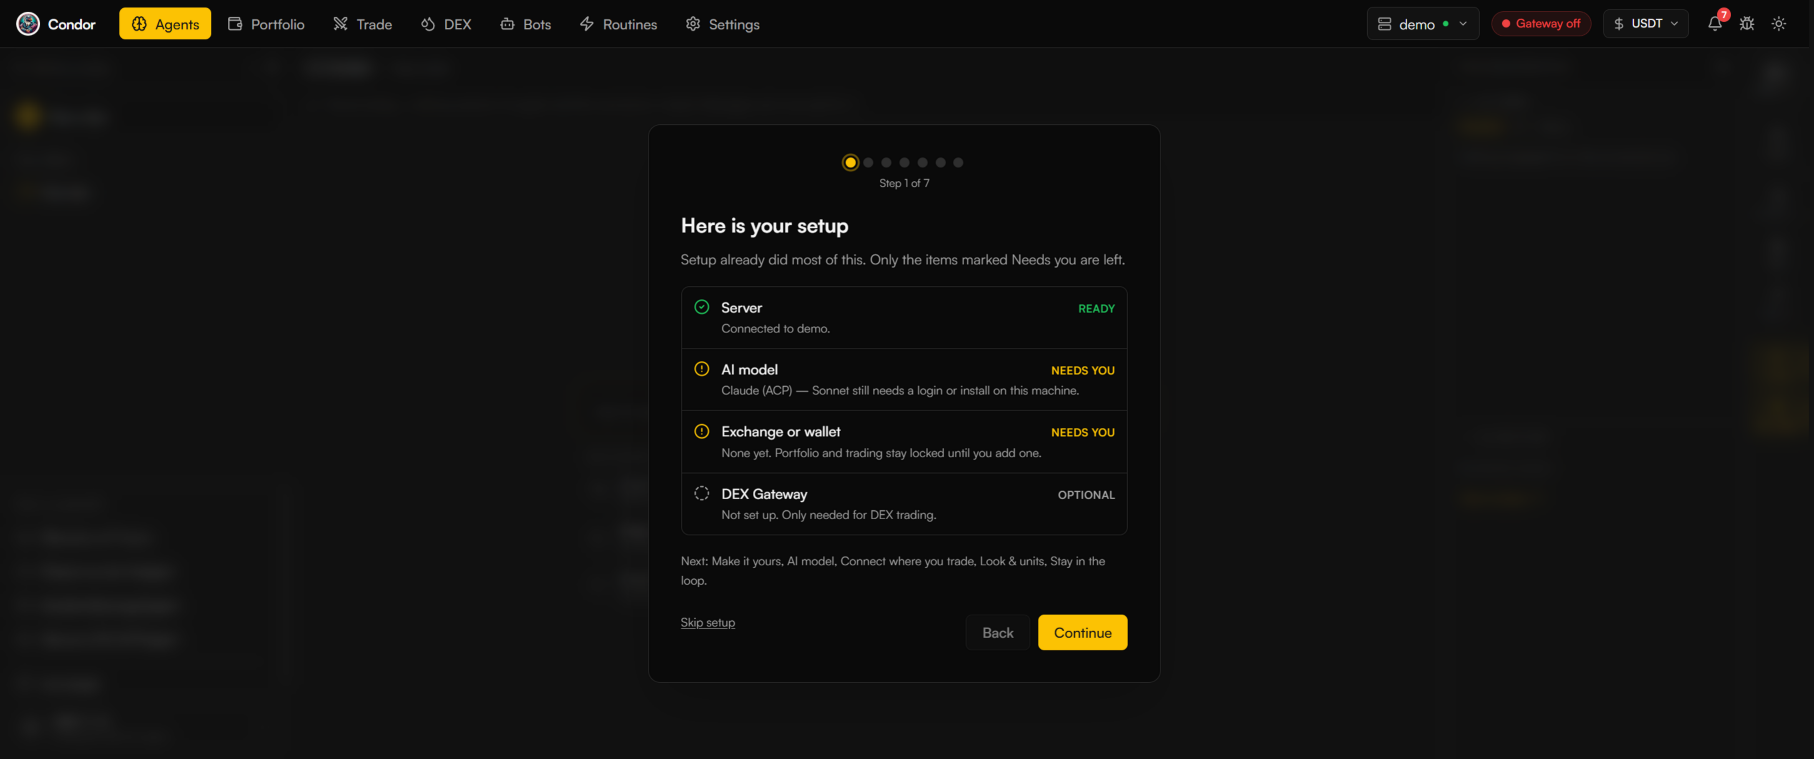 Condor
Agents
Portfolio
Trade
DEX
Bots
Routines
Settings
demo
Gateway off
$ USDT
7
Step 1 of 7
Here is your setup
Setup already did most of this. Only the items marked Needs you are left.
Server
READY
Connected to demo.
AI model
NEEDS YOU
Claude (ACP) — Sonnet still needs a login or install on this machine.
Exchange or wallet
NEEDS YOU
None yet. Portfolio and trading stay locked until you add one.
DEX Gateway
OPTIONAL
Not set up. Only needed for DEX trading.
Next: Make it yours, AI model, Connect where you trade, Look & units, Stay in the
loop.
Skip setup
Back
Continue